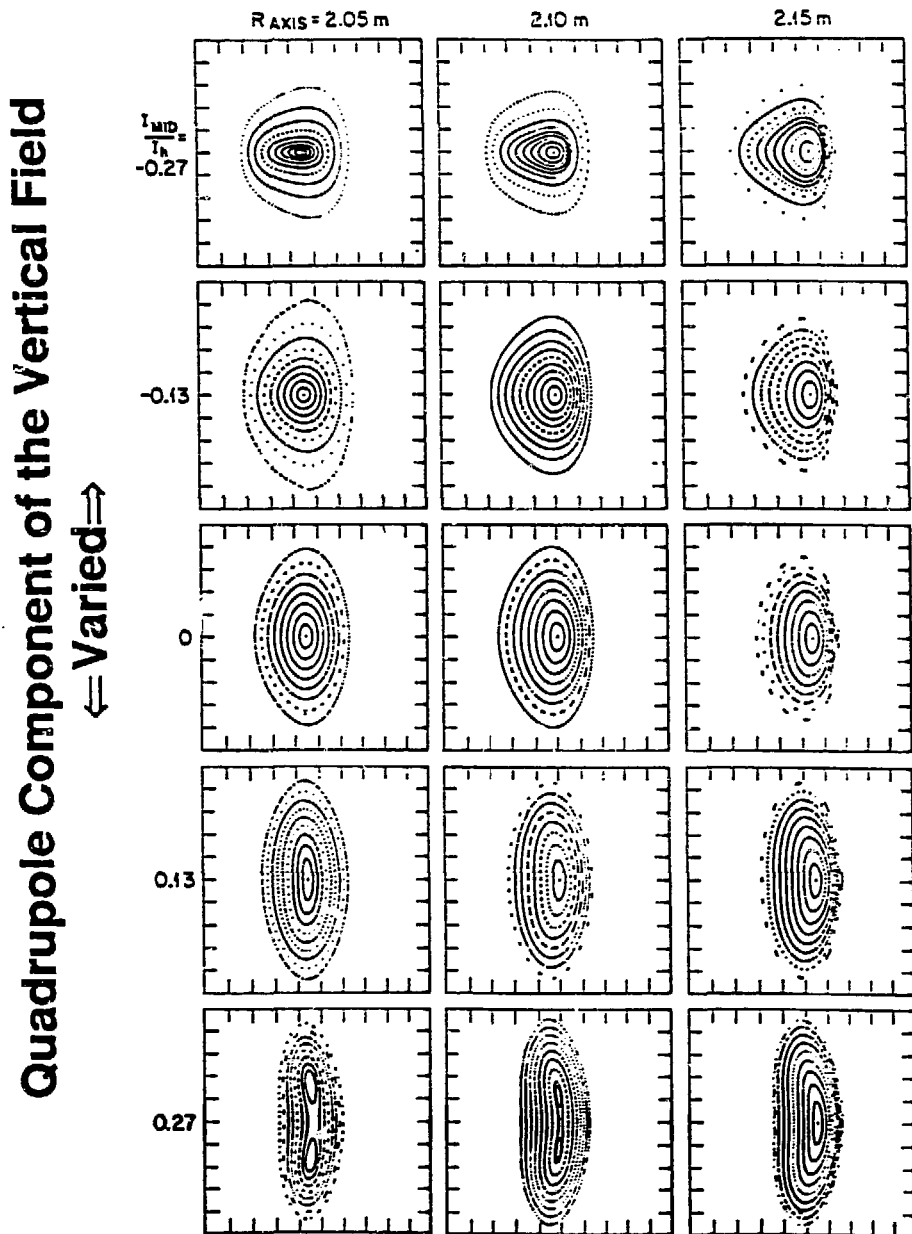 Quadrupole Component of the Vertical Field
⇐ Varied ⇒
R AXIS = 2.05 m 2.10 m 2.15 m
I MID / I h =
-0.27
-0.13
0
0.13
0.27